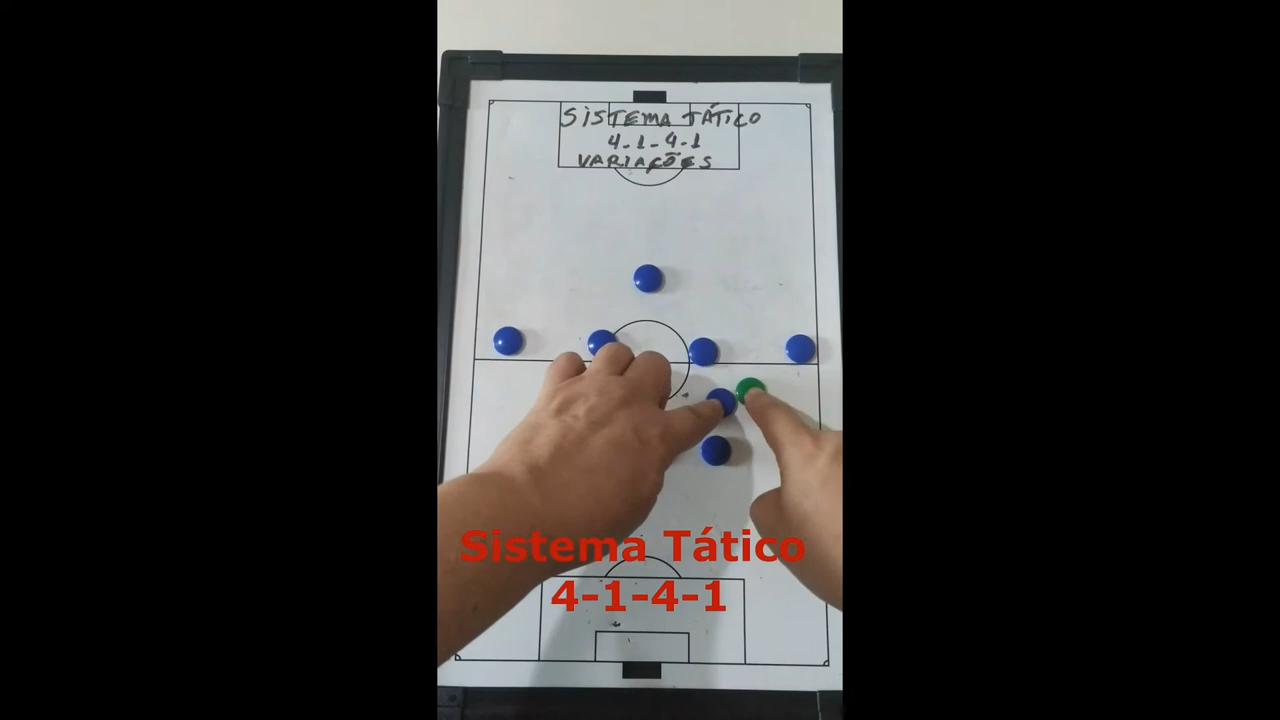 SISTEMA TÁTICO
4-1-4-1
VARIAÇÕES
Sistema Tático
4-1-4-1